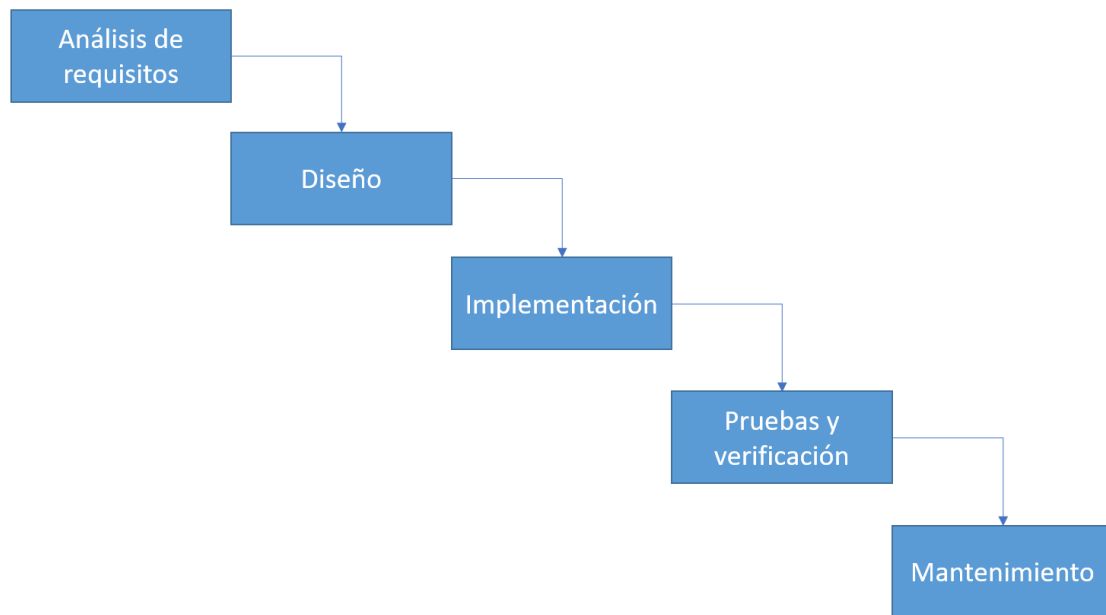 Análisis de
requisitos
Diseño
Implementación
Pruebas y
verificación
Mantenimiento